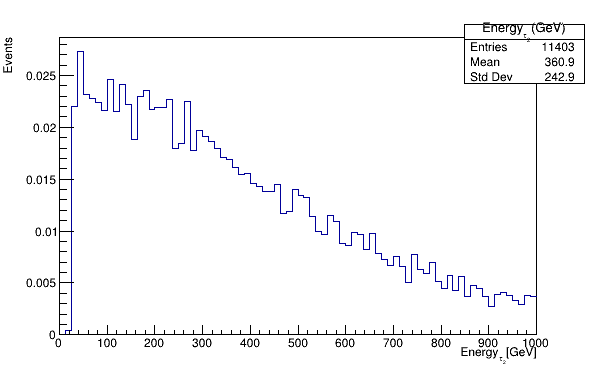 Energy_τ₂ (GeV)
Entries 11403
Mean 360.9
Std Dev 242.9
Events
0.025
0.02
0.015
0.01
0.005
0
0 100 200 300 400 500 600 700 800 900 1000
Energy_τ₂ [GeV]